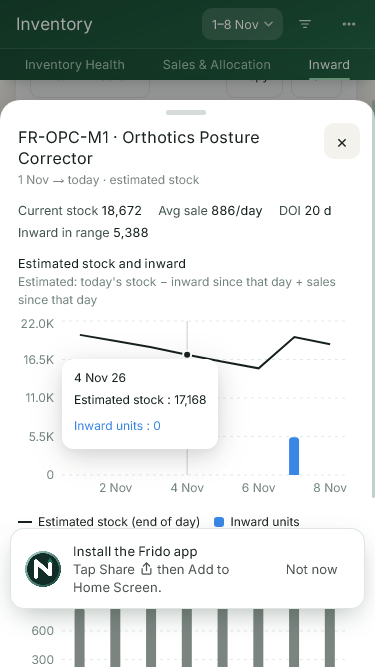 Inventory
1–8 Nov
Inventory Health
Sales & Allocation
Inward
FR-OPC-M1 · Orthotics Posture
Corrector
1 Nov → today · estimated stock
Current stock 18,672 Avg sale 886/day DOI 20 d
Inward in range 5,388
Estimated stock and inward
Estimated: today's stock − inward since that day + sales
since that day
22.0K
16.5K
11.0K
5.5K
0
4 Nov 26
Estimated stock : 17,168
Inward units : 0
2 Nov 4 Nov 6 Nov 8 Nov
Estimated stock (end of day) Inward units
N
Install the Frido app
Tap Share then Add to
Home Screen.
Not now
600
300